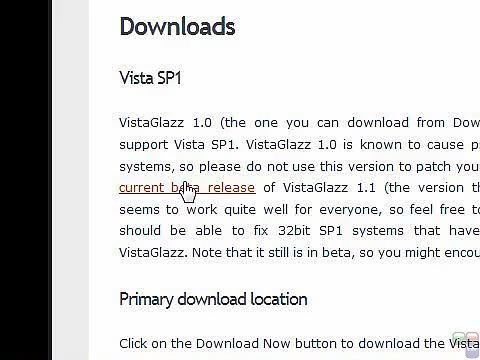 Downloads
Vista SP1
VistaGlazz 1.0 (the one you can download from Dow
support Vista SP1. VistaGlazz 1.0 is known to cause p
systems, so please do not use this version to patch you
current beta release of VistaGlazz 1.1 (the version th
seems to work quite well for everyone, so feel free to
should be able to fix 32bit SP1 systems that have
VistaGlazz. Note that it still is in beta, so you might encou
Primary download location
Click on the Download Now button to download the Vista